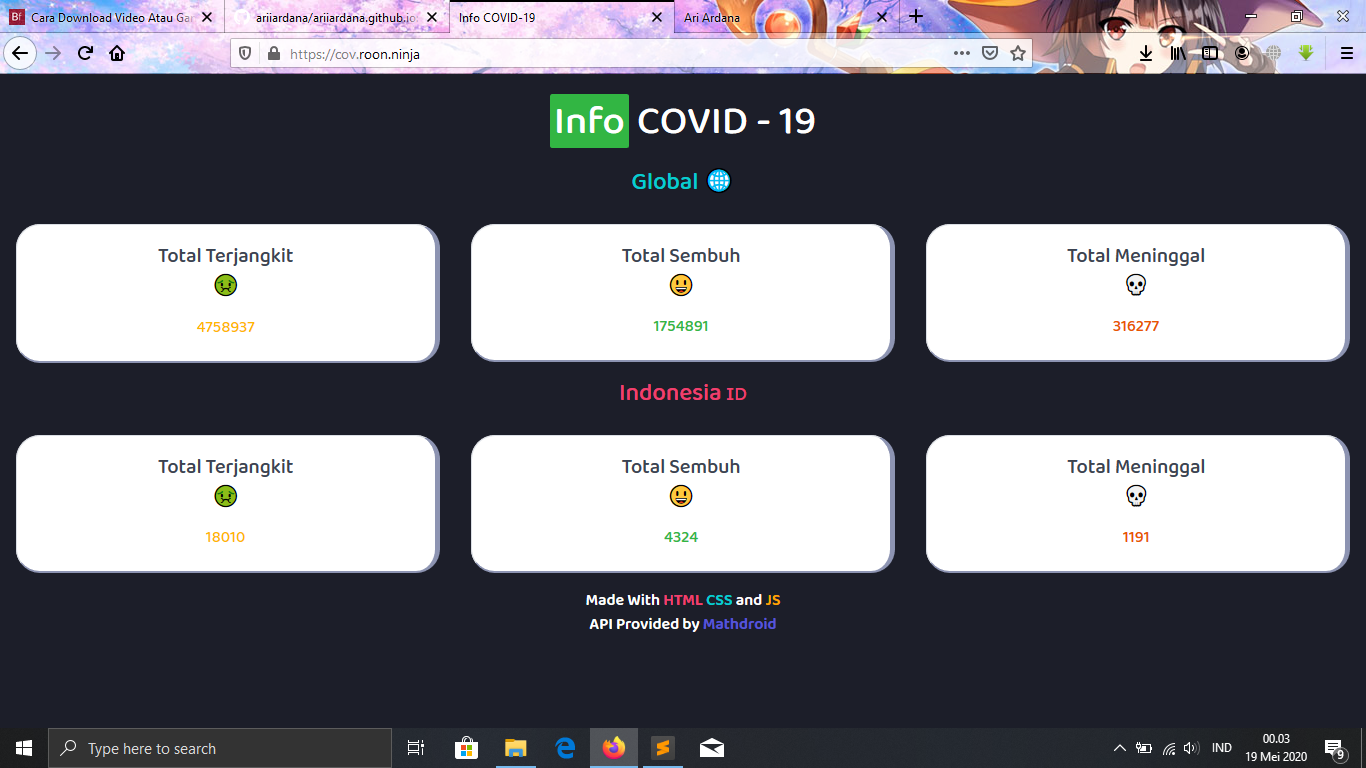 Cara Download Video Atau Ga
ariiardana/ariiardana.github.io
Info COVID-19
Ari Ardana
https://cov.roon.ninja
Info COVID - 19
Global
Total Terjangkit
4758937
Total Sembuh
1754891
Total Meninggal
316277
Indonesia ID
Total Terjangkit
18010
Total Sembuh
4324
Total Meninggal
1191
Made With HTML CSS and JS
API Provided by Mathdroid
Type here to search
IND
00.03
19 Mei 2020
9